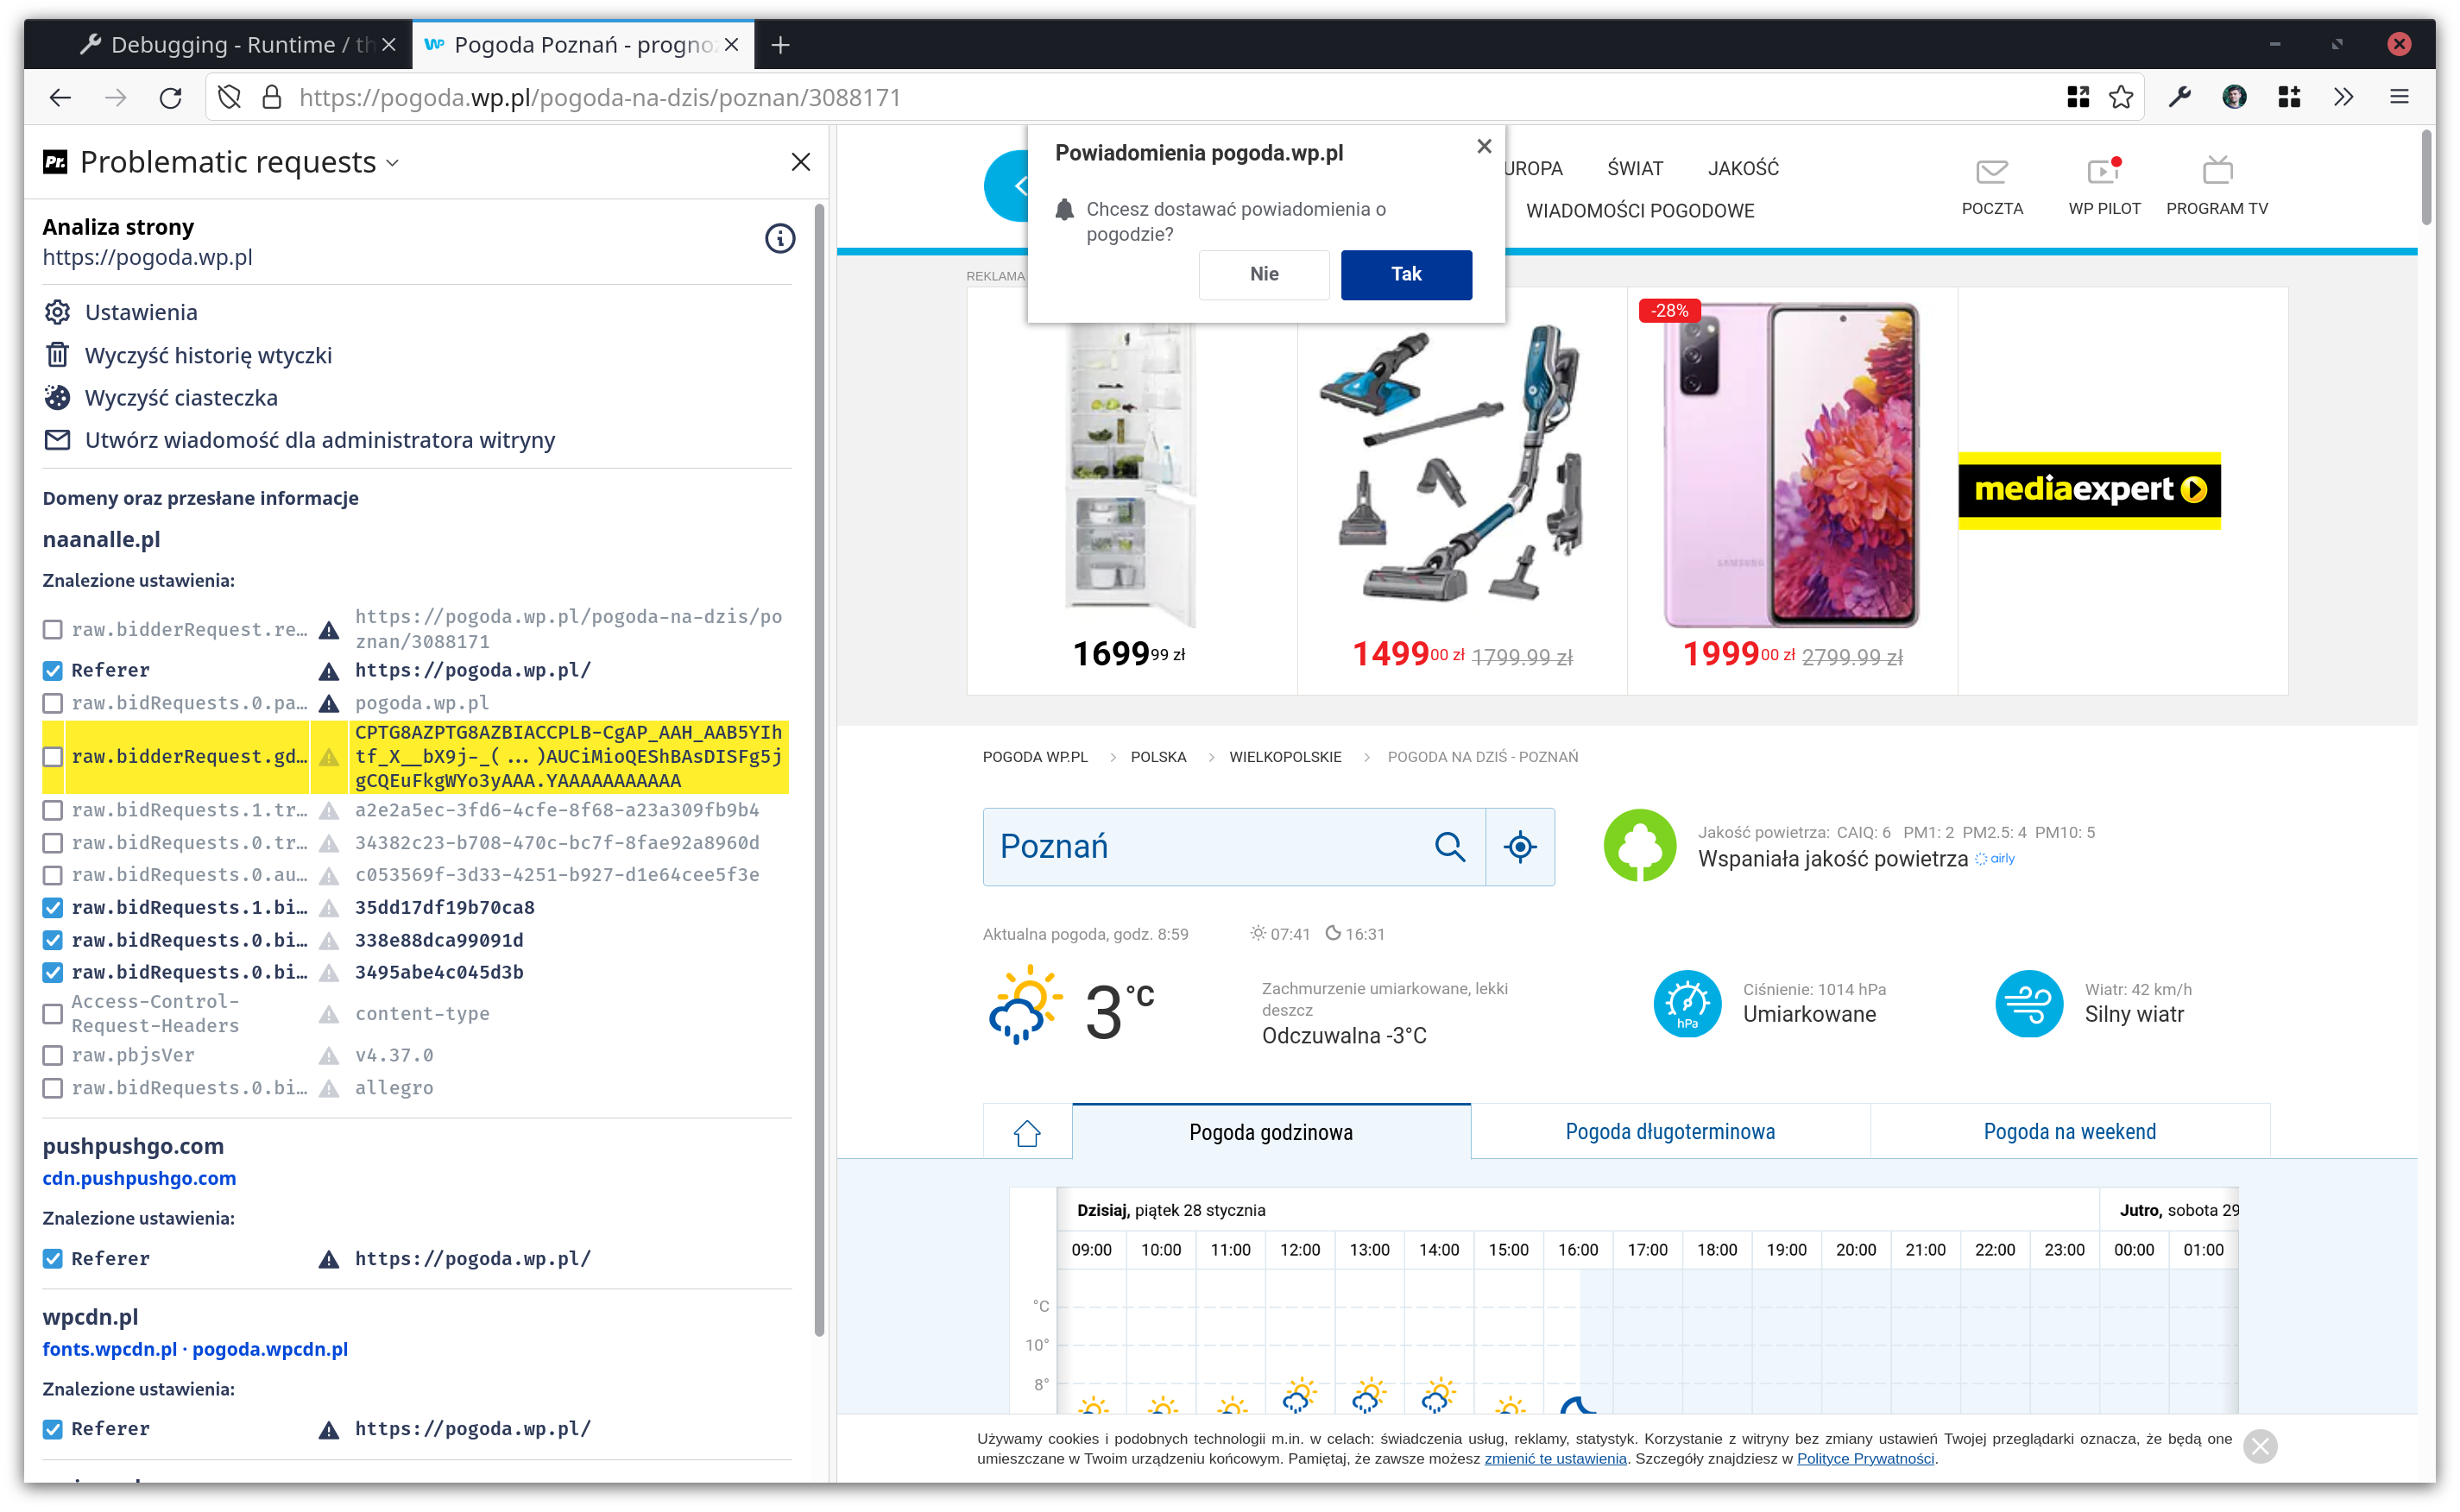 Debugging - Runtime / th
WP Pogoda Poznań - progno
https://pogoda.wp.pl/pogoda-na-dzis/poznan/3088171
Pr. Problematic requests
Analiza strony
https://pogoda.wp.pl
Ustawienia
Wyczyść historię wtyczki
Wyczyść ciasteczka
Utwórz wiadomość dla administratora witryny
Domeny oraz przesłane informacje
naanalle.pl
Znalezione ustawienia:
raw.bidderRequest.re… https://pogoda.wp.pl/pogoda-na-dzis/po
znan/3088171
Referer https://pogoda.wp.pl/
raw.bidRequests.0.pa… pogoda.wp.pl
raw.bidderRequest.gd… CPTG8AZPTG8AZBIACCPLB-CgAP_AAH_AAB5YIh
tf_X__bX9j-_(...)AUCiMioQEShBAsDISFg5j
gCQEuFkgWYo3yAAA.YAAAAAAAAAAA
raw.bidRequests.1.tr… a2e2a5ec-3fd6-4cfe-8f68-a23a309fb9b4
raw.bidRequests.0.tr… 34382c23-b708-470c-bc7f-8fae92a8960d
raw.bidRequests.0.au… c053569f-3d33-4251-b927-d1e64cee5f3e
raw.bidRequests.1.bi… 35dd17df19b70ca8
raw.bidRequests.0.bi… 338e88dca99091d
raw.bidRequests.0.bi… 3495abe4c045d3b
Access-Control-
Request-Headers content-type
raw.pbjsVer v4.37.0
raw.bidRequests.0.bi… allegro
pushpushgo.com
cdn.pushpushgo.com
Znalezione ustawienia:
Referer https://pogoda.wp.pl/
wpcdn.pl
fonts.wpcdn.pl · pogoda.wpcdn.pl
Znalezione ustawienia:
Referer https://pogoda.wp.pl/
Powiadomienia pogoda.wp.pl
Chcesz dostawać powiadomienia o
pogodzie?
Nie Tak
UROPA ŚWIAT JAKOŚĆ
WIADOMOŚCI POGODOWE
POCZTA WP PILOT PROGRAM TV
REKLAMA
-28%
SAMSUNG
mediaexpert
1699 99 zł
1499 00 zł 1799.99 zł
1999 00 zł 2799.99 zł
POGODA WP.PL > POLSKA > WIELKOPOLSKIE > POGODA NA DZIŚ - POZNAŃ
Poznań
Jakość powietrza: CAIQ: 6 PM1: 2 PM2.5: 4 PM10: 5
Wspaniała jakość powietrza airly
Aktualna pogoda, godz. 8:59 07:41 16:31
3°C
Zachmurzenie umiarkowane, lekki
deszcz
Odczuwalna -3°C
hPa
Ciśnienie: 1014 hPa
Umiarkowane
Wiatr: 42 km/h
Silny wiatr
Pogoda godzinowa Pogoda długoterminowa Pogoda na weekend
Dzisiaj, piątek 28 stycznia Jutro, sobota 29
09:00 10:00 11:00 12:00 13:00 14:00 15:00 16:00 17:00 18:00 19:00 20:00 21:00 22:00 23:00 00:00 01:00
°C
10°
8°
Używamy cookies i podobnych technologii m.in. w celach: świadczenia usług, reklamy, statystyk. Korzystanie z witryny bez zmiany ustawień Twojej przeglądarki oznacza, że będą one
umieszczane w Twoim urządzeniu końcowym. Pamiętaj, że zawsze możesz zmienić te ustawienia. Szczegóły znajdziesz w Polityce Prywatności.